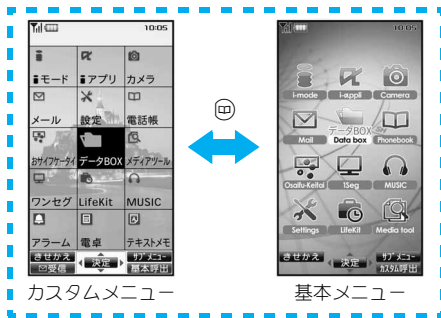 10:05
iモード iアプリ カメラ
メール 設定 電話帳
おサイフケータイ データBOX メディアツール
ワンセグ LifeKit MUSIC
アラーム 電卓 テキストメモ
きせかえ 決定 サブメニュー
受信 基本呼出
カスタムメニュー
10:05
i-mode i-αppli Camera
データBOX
Mail Data box Phonebook
Osaifu-Keitai 1Seg MUSIC
Settings LifeKit Media tool
きせかえ 決定 サブメニュー
カスタム呼出
基本メニュー